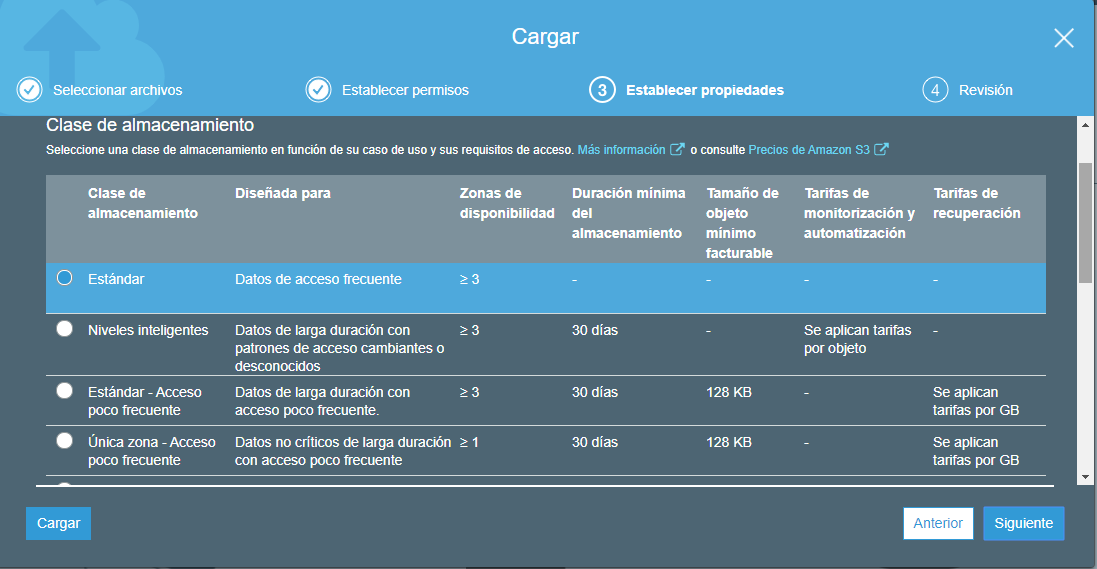 Cargar
Seleccionar archivos
Establecer permisos
3 Establecer propiedades
4 Revisión
Clase de almacenamiento
Seleccione una clase de almacenamiento en función de su caso de uso y sus requisitos de acceso. Más información o consulte Precios de Amazon S3
Clase de almacenamiento Diseñada para Zonas de disponibilidad Duración mínima del almacenamiento Tamaño de objeto mínimo facturable Tarifas de monitorización y automatización Tarifas de recuperación
Estándar Datos de acceso frecuente ≥ 3 - - - -
Niveles inteligentes Datos de larga duración con patrones de acceso cambiantes o desconocidos ≥ 3 30 días - Se aplican tarifas por objeto -
Estándar - Acceso poco frecuente Datos de larga duración con acceso poco frecuente. ≥ 3 30 días 128 KB - Se aplican tarifas por GB
Única zona - Acceso poco frecuente Datos no críticos de larga duración con acceso poco frecuente ≥ 1 30 días 128 KB - Se aplican tarifas por GB
Cargar
Anterior
Siguiente